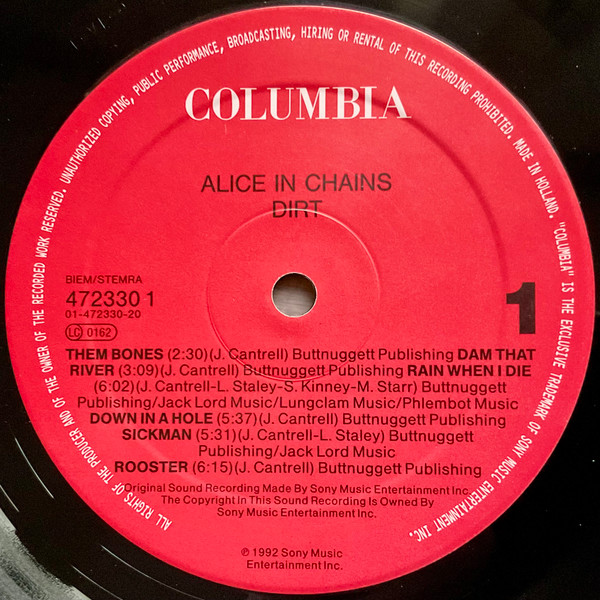 ALL RIGHTS OF THE PRODUCER AND OF THE OWNER OF THE RECORDED WORK RESERVED. UNAUTHORIZED COPYING, PUBLIC PERFORMANCE, BROADCASTING, HIRING OR RENTAL OF THIS RECORDING PROHIBITED. MADE IN HOLLAND. "COLUMBIA" IS THE EXCLUSIVE TRADEMARK OF SONY MUSIC ENTERTAINMENT INC.
COLUMBIA
ALICE IN CHAINS
DIRT
BIEM/STEMRA
472330 1
01-472330-20
LC 0162
1
THEM BONES (2:30)(J. Cantrell) Buttnuggett Publishing DAM THAT
RIVER (3:09)(J. Cantrell) Buttnuggett Publishing RAIN WHEN I DIE
(6:02)(J. Cantrell-L. Staley-S. Kinney-M. Starr) Buttnuggett
Publishing/Jack Lord Music/Lungclam Music/Phlembot Music
DOWN IN A HOLE (5:37)(J. Cantrell) Buttnuggett Publishing
SICKMAN (5:31)(J. Cantrell-L. Staley) Buttnuggett
Publishing/Jack Lord Music
ROOSTER (6:15)(J. Cantrell) Buttnuggett Publishing
Original Sound Recording Made By Sony Music Entertainment Inc.
The Copyright In This Sound Recording Is Owned By
Sony Music Entertainment Inc.
℗ 1992 Sony Music
Entertainment Inc.